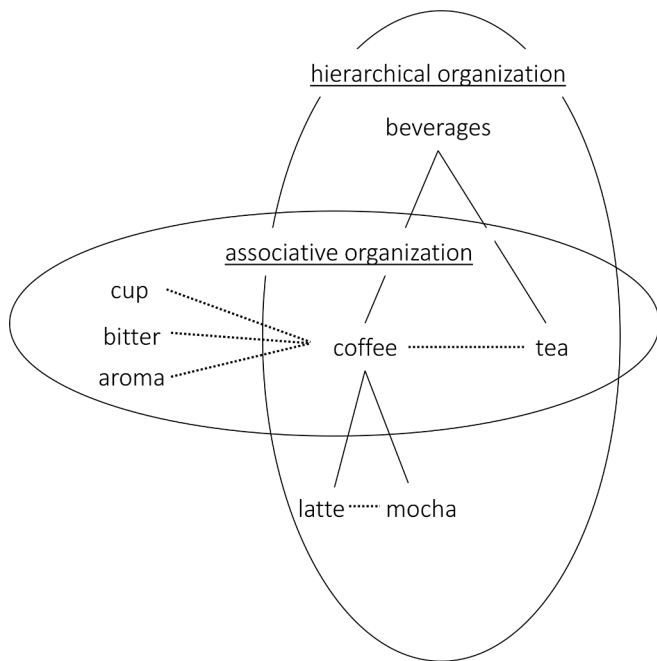 hierarchical organization
beverages
associative organization
cup
bitter
aroma
coffee
tea
latte
mocha